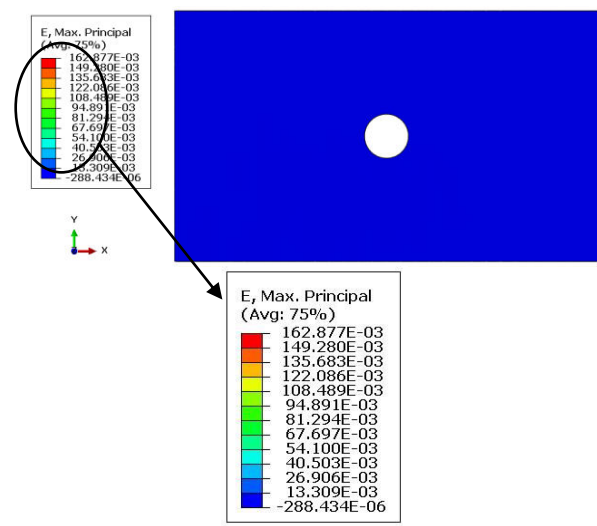 E, Max. Principal
(Avg: 75%)
162.877E-03
149.280E-03
135.683E-03
122.086E-03
108.489E-03
94.891E-03
81.294E-03
67.697E-03
54.100E-03
40.503E-03
26.906E-03
13.309E-03
-288.434E-06
Y
X
E, Max. Principal
(Avg: 75%)
162.877E-03
149.280E-03
135.683E-03
122.086E-03
108.489E-03
94.891E-03
81.294E-03
67.697E-03
54.100E-03
40.503E-03
26.906E-03
13.309E-03
-288.434E-06